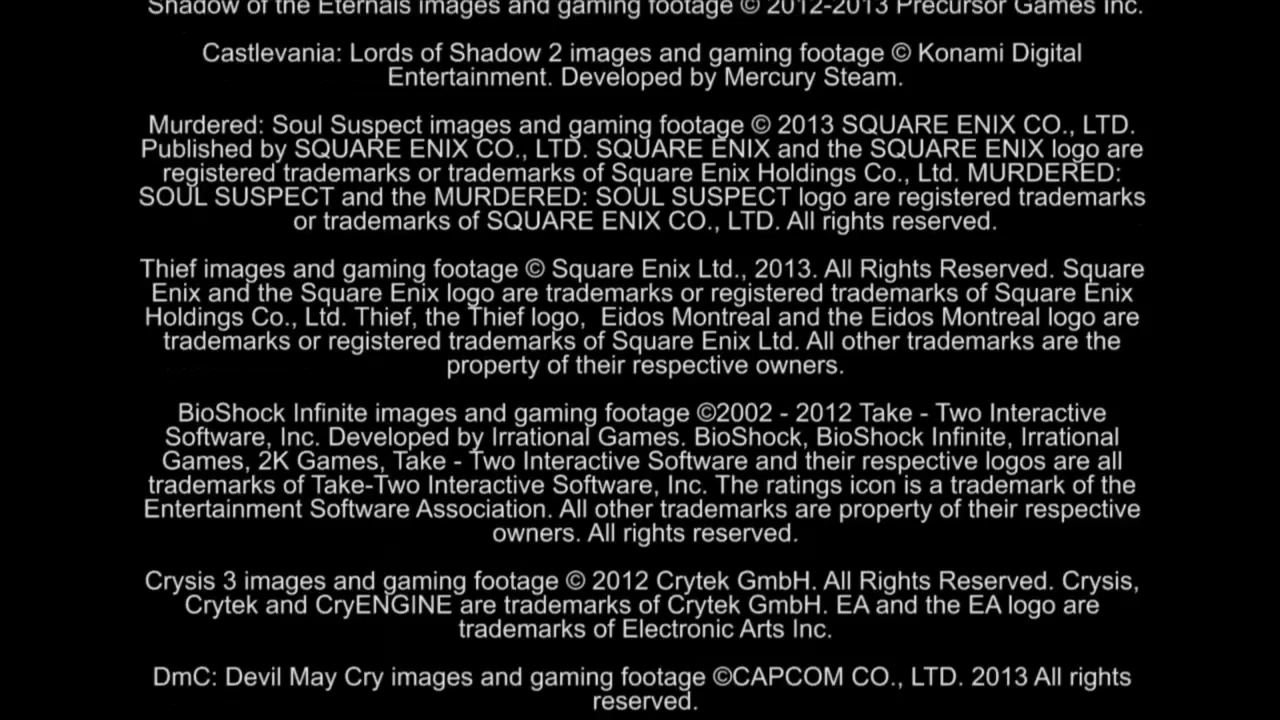 Shadow of the Eternals images and gaming footage © 2012-2013 Precursor Games Inc.
Castlevania: Lords of Shadow 2 images and gaming footage © Konami Digital
Entertainment. Developed by Mercury Steam.
Murdered: Soul Suspect images and gaming footage © 2013 SQUARE ENIX CO., LTD.
Published by SQUARE ENIX CO., LTD. SQUARE ENIX and the SQUARE ENIX logo are
registered trademarks or trademarks of Square Enix Holdings Co., Ltd. MURDERED:
SOUL SUSPECT and the MURDERED: SOUL SUSPECT logo are registered trademarks
or trademarks of SQUARE ENIX CO., LTD. All rights reserved.
Thief images and gaming footage © Square Enix Ltd., 2013. All Rights Reserved. Square
Enix and the Square Enix logo are trademarks or registered trademarks of Square Enix
Holdings Co., Ltd. Thief, the Thief logo,  Eidos Montreal and the Eidos Montreal logo are
trademarks or registered trademarks of Square Enix Ltd. All other trademarks are the
property of their respective owners.
BioShock Infinite images and gaming footage ©2002 - 2012 Take - Two Interactive
Software, Inc. Developed by Irrational Games. BioShock, BioShock Infinite, Irrational
Games, 2K Games, Take - Two Interactive Software and their respective logos are all
trademarks of Take-Two Interactive Software, Inc. The ratings icon is a trademark of the
Entertainment Software Association. All other trademarks are property of their respective
owners. All rights reserved.
Crysis 3 images and gaming footage © 2012 Crytek GmbH. All Rights Reserved. Crysis,
Crytek and CryENGINE are trademarks of Crytek GmbH. EA and the EA logo are
trademarks of Electronic Arts Inc.
DmC: Devil May Cry images and gaming footage ©CAPCOM CO., LTD. 2013 All rights
reserved.